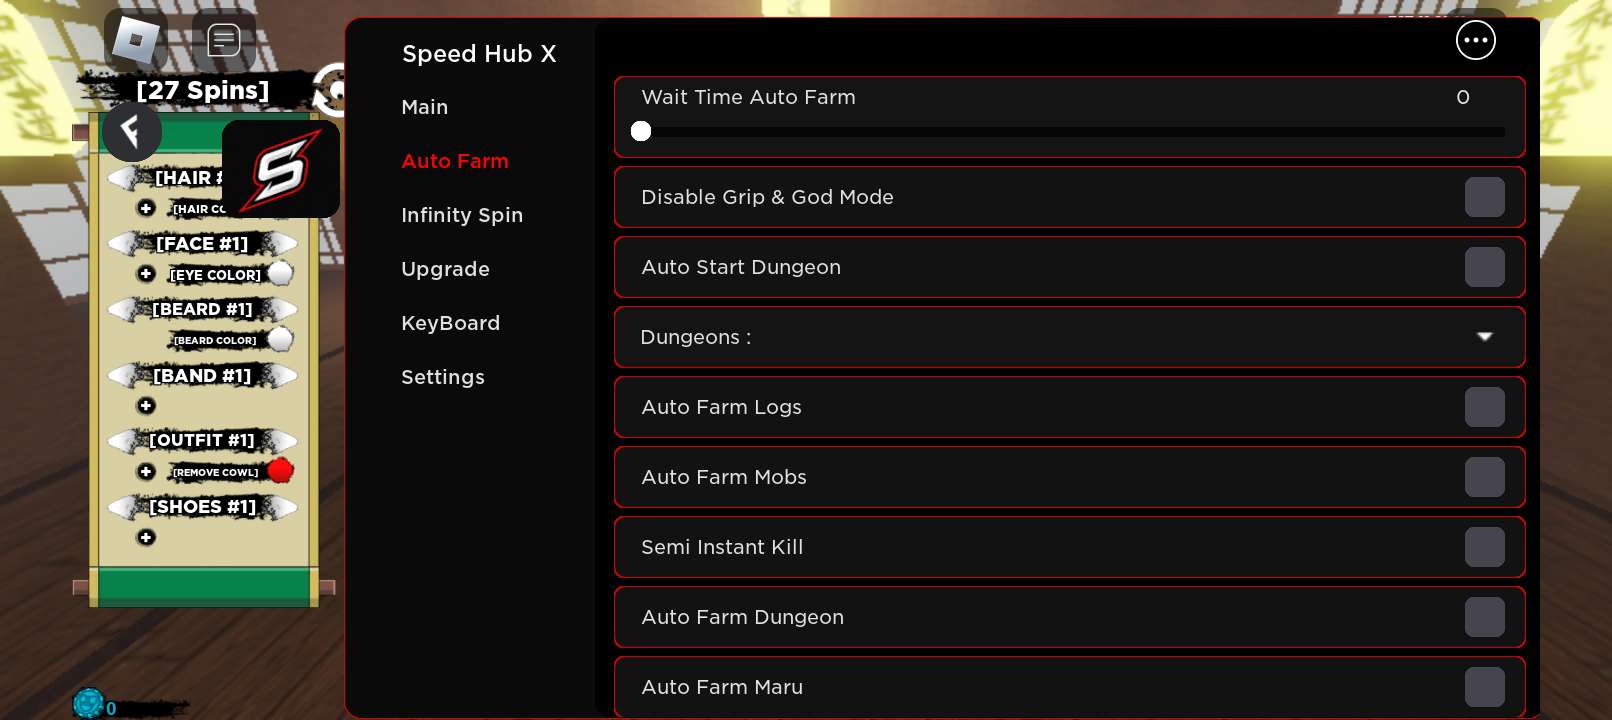 [27 Spins]
[HAIR #
[HAIR CO
[FACE #1]
[EYE COLOR]
[BEARD #1]
[BEARD COLOR]
[BAND #1]
[OUTFIT #1]
[REMOVE COWL]
[SHOES #1]
0
Speed Hub X
Main
Auto Farm
Infinity Spin
Upgrade
KeyBoard
Settings
Wait Time Auto Farm 0
Disable Grip & God Mode
Auto Start Dungeon
Dungeons :
Auto Farm Logs
Auto Farm Mobs
Semi Instant Kill
Auto Farm Dungeon
Auto Farm Maru